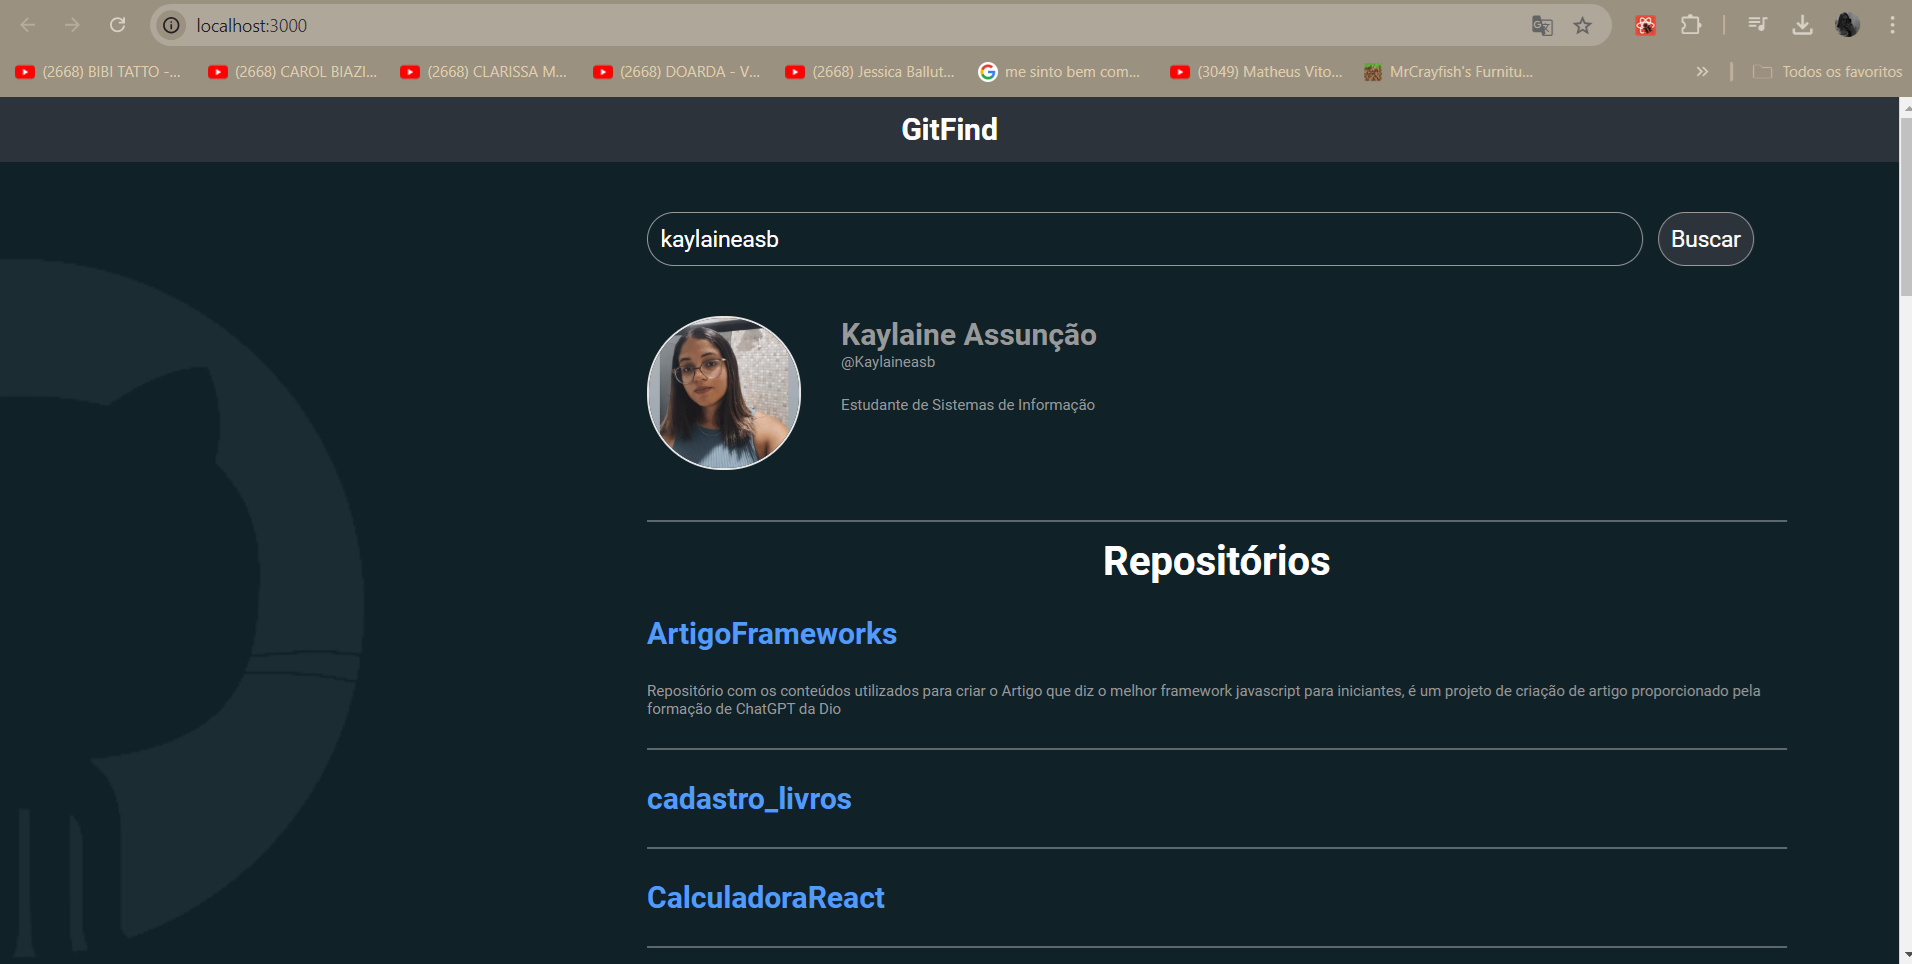 localhost:3000
(2668) BIBI TATTO -...
(2668) CAROL BIAZI...
(2668) CLARISSA M...
(2668) DOARDA - V...
(2668) Jessica Ballut...
me sinto bem com...
(3049) Matheus Vito...
MrCrayfish's Furnitu...
Todos os favoritos
GitFind
kaylaineasb
Buscar
Kaylaine Assunção
@Kaylaineasb
Estudante de Sistemas de Informação
Repositórios
ArtigoFrameworks
Repositório com os conteúdos utilizados para criar o Artigo que diz o melhor framework javascript para iniciantes, é um projeto de criação de artigo proporcionado pela
formação de ChatGPT da Dio
cadastro_livros
CalculadoraReact